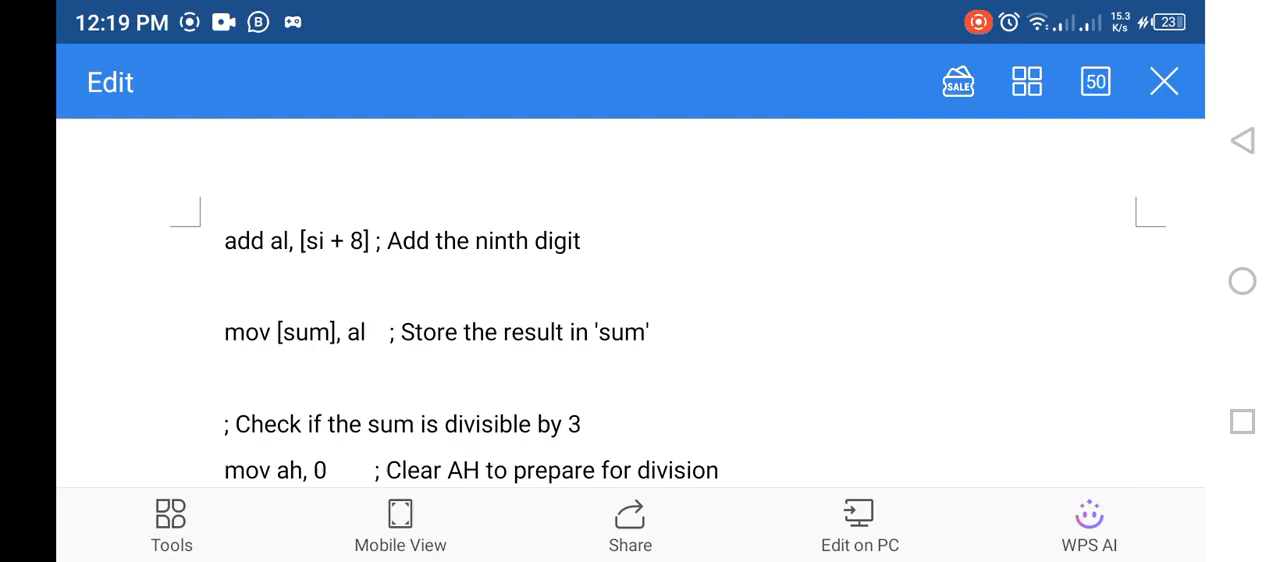 12:19 PM B 15.3 K/s 23
Edit SALE 50
add al, [si + 8] ; Add the ninth digit
mov [sum], al ; Store the result in 'sum'
; Check if the sum is divisible by 3
mov ah, 0 ; Clear AH to prepare for division
Tools Mobile View Share Edit on PC WPS AI